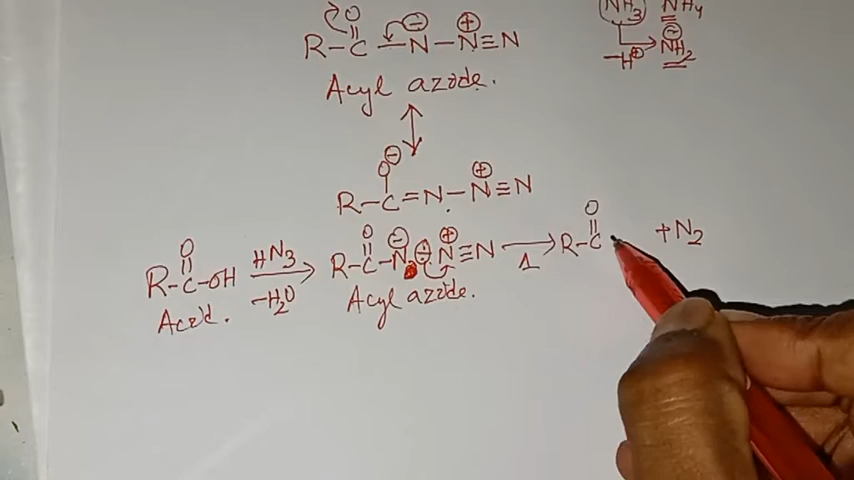 NH3 NH4
O
R-C-N⊖-N⊕≡N
-H⊕ ⊖NH2
Acyl azide.
O⊖
R-C=N-N⊕≡N
O
R-C-OH HN3 -H2O
O
R-C-N⊖-N⊕≡N Δ
O
R-C +N2
Acid.
Acyl azide.